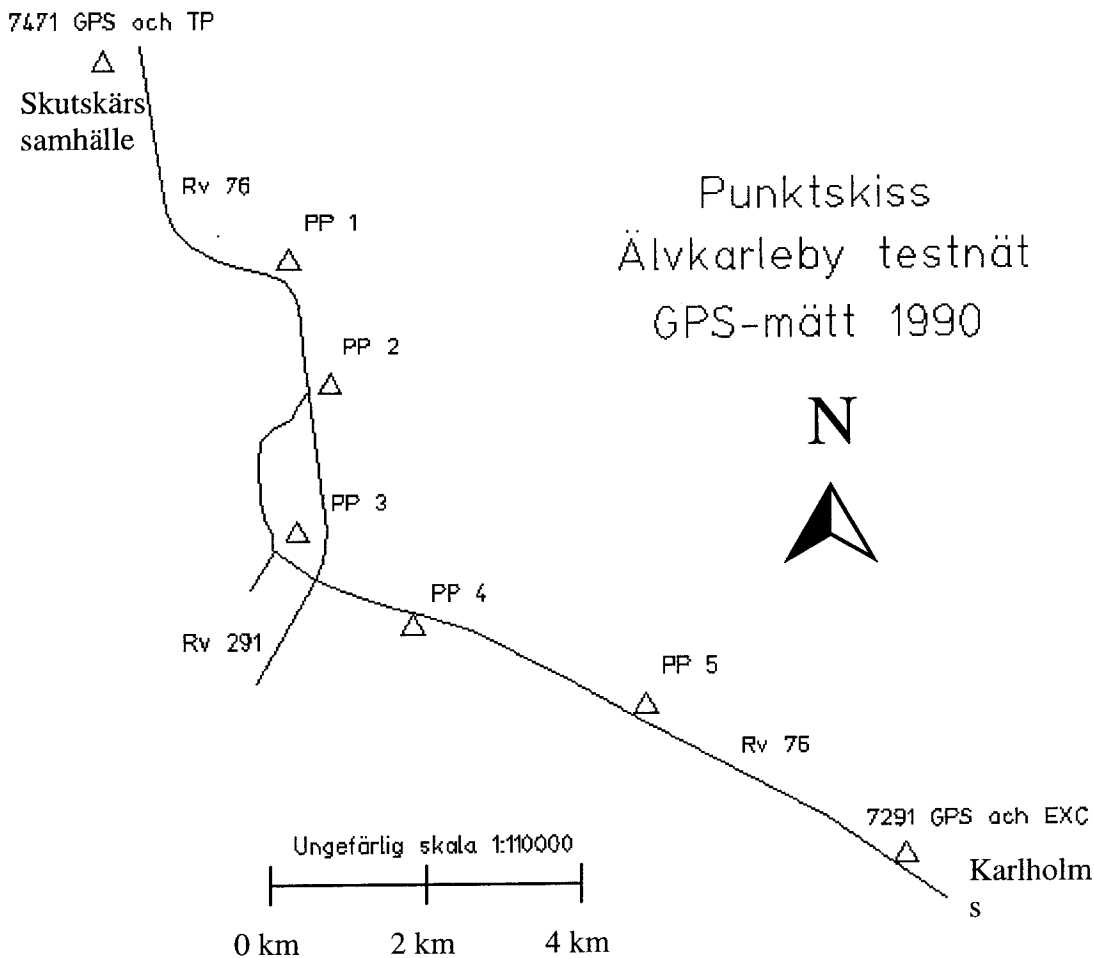 7471 GPS och TP
Skutskärs
samhälle
Rv 76
PP 1
Punktskiss
Älvkarleby testnät
GPS-mätt 1990
PP 2
N
PP 3
PP 4
Rv 291
PP 5
Rv 76
7291 GPS och EXC
Ungefärlig skala 1:110000
Karlholm
s
0 km
2 km
4 km